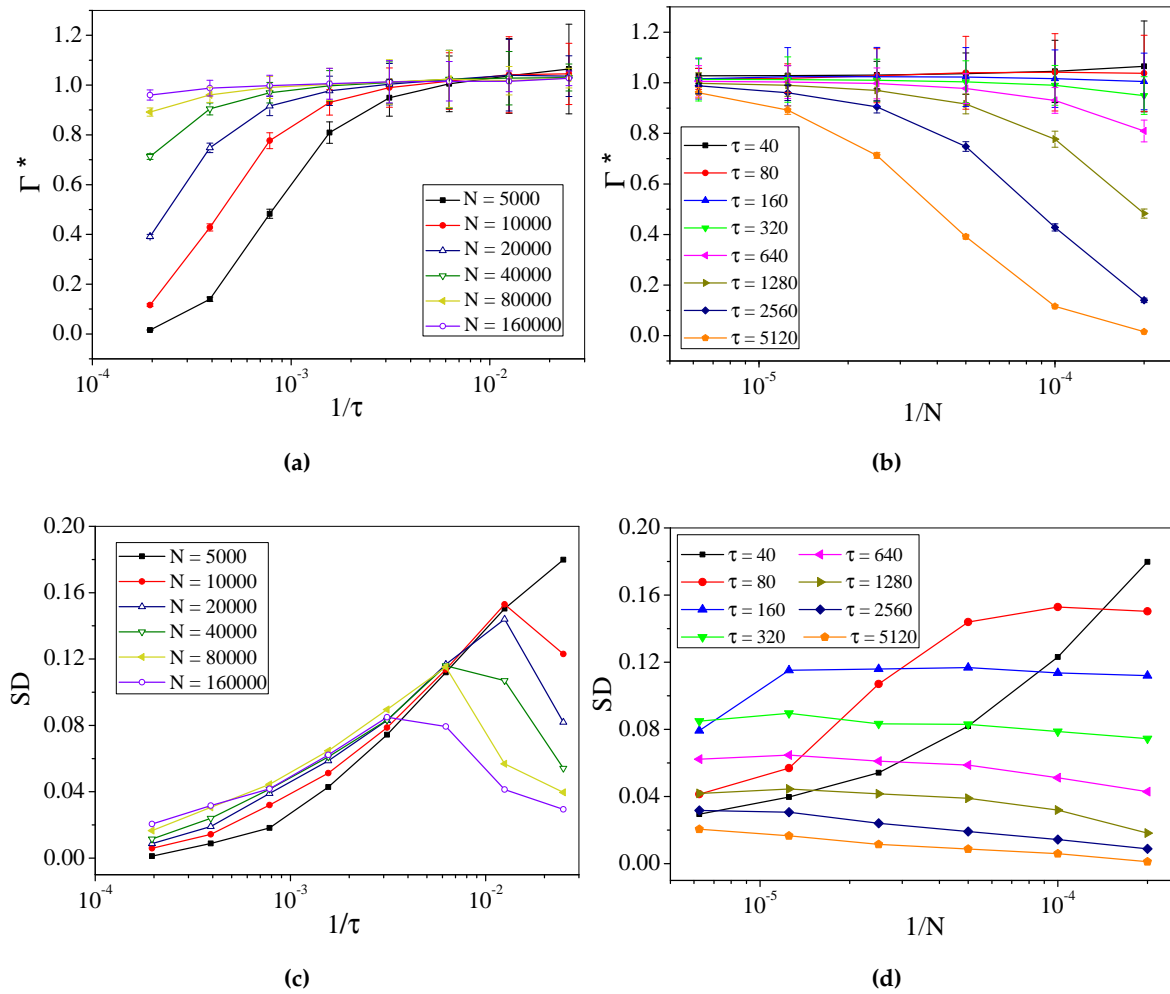 1.2
1.0
0.8
0.6
0.4
0.2
0.0
Γ *
N = 5000
N = 10000
N = 20000
N = 40000
N = 80000
N = 160000
10⁻⁴
10⁻³
10⁻²
1/τ
(a)
1.2
1.0
0.8
0.6
0.4
0.2
0.0
Γ *
τ = 40
τ = 80
τ = 160
τ = 320
τ = 640
τ = 1280
τ = 2560
τ = 5120
10⁻⁵
10⁻⁴
1/N
(b)
0.20
0.16
0.12
0.08
0.04
0.00
SD
N = 5000
N = 10000
N = 20000
N = 40000
N = 80000
N = 160000
10⁻⁴
10⁻³
10⁻²
1/τ
(c)
0.20
0.16
0.12
0.08
0.04
0.00
SD
τ = 40
τ = 640
τ = 80
τ = 1280
τ = 160
τ = 2560
τ = 320
τ = 5120
10⁻⁵
10⁻⁴
1/N
(d)